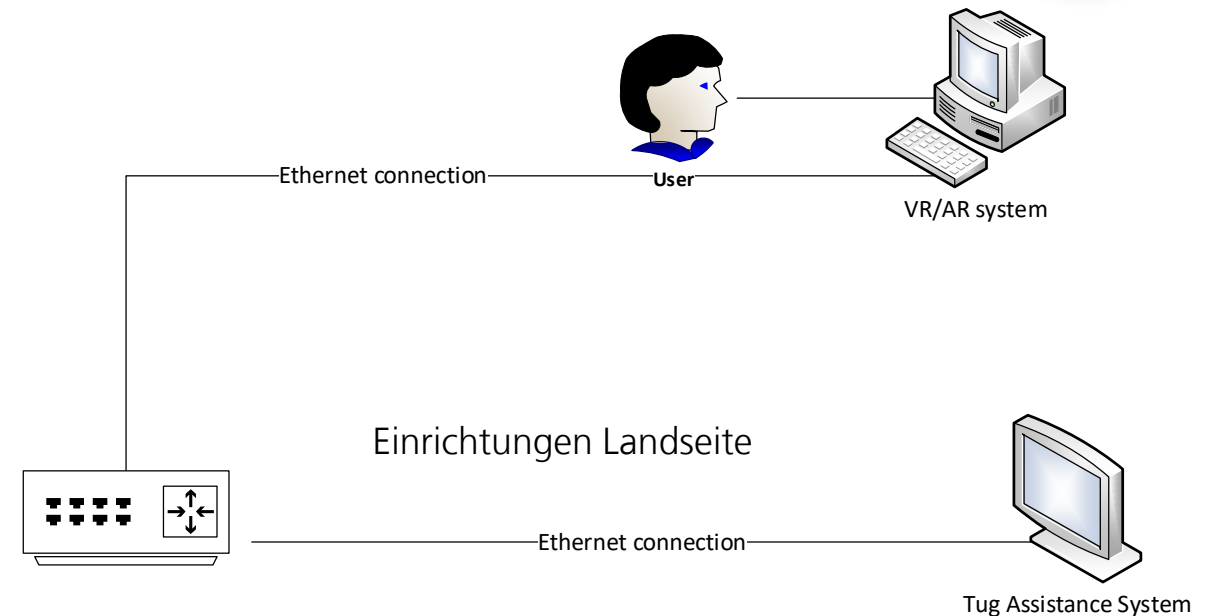 Ethernet connection
User
VR/AR system
Einrichtungen Landseite
Ethernet connection
Tug Assistance System